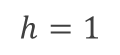 h = 1